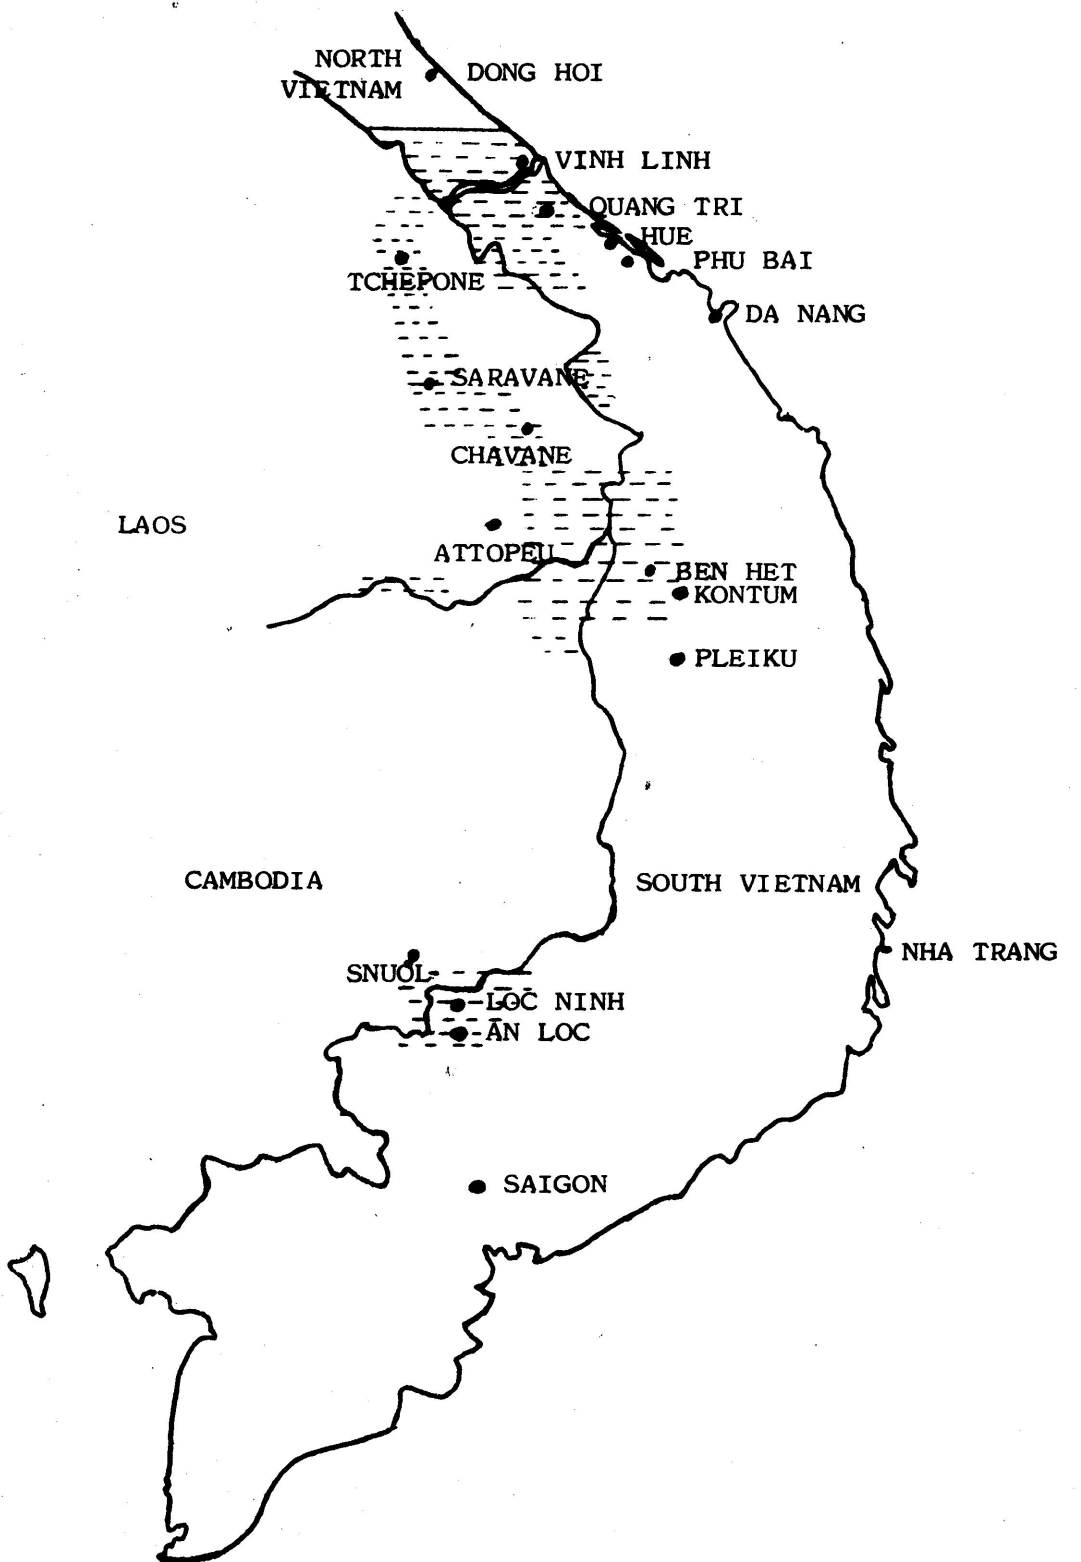 NORTH
VIETNAM
DONG HOI
VINH LINH
QUANG TRI
HUE
PHU BAI
TCHEPONE
DA NANG
SARAVANE
CHAVANE
LAOS
ATTOPEU
BEN HET
KONTUM
PLEIKU
CAMBODIA
SOUTH VIETNAM
NHA TRANG
SNUOL
LOC NINH
AN LOC
SAIGON